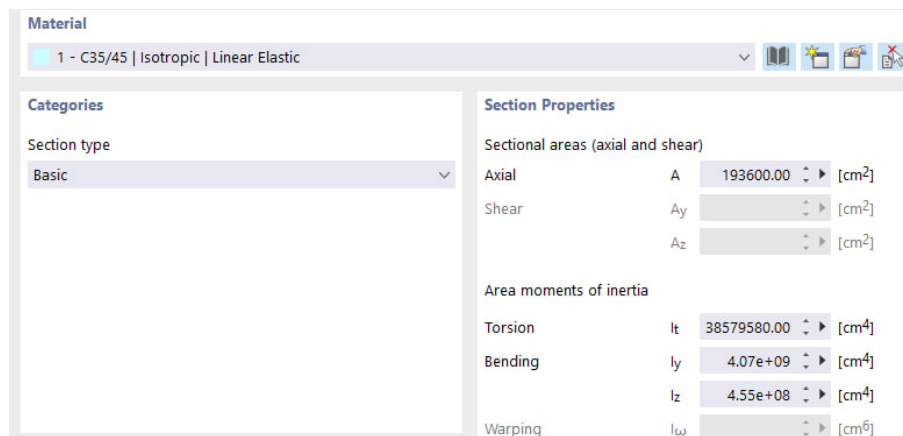 Material
1 - C35/45 | Isotropic | Linear Elastic
Categories
Section type
Basic
Section Properties
Sectional areas (axial and shear)
Axial A 193600.00 [cm2]
Shear Ay [cm2]
Az [cm2]
Area moments of inertia
Torsion It 38579580.00 [cm4]
Bending Iy 4.07e+09 [cm4]
Iz 4.55e+08 [cm4]
Warping Iω [cm6]